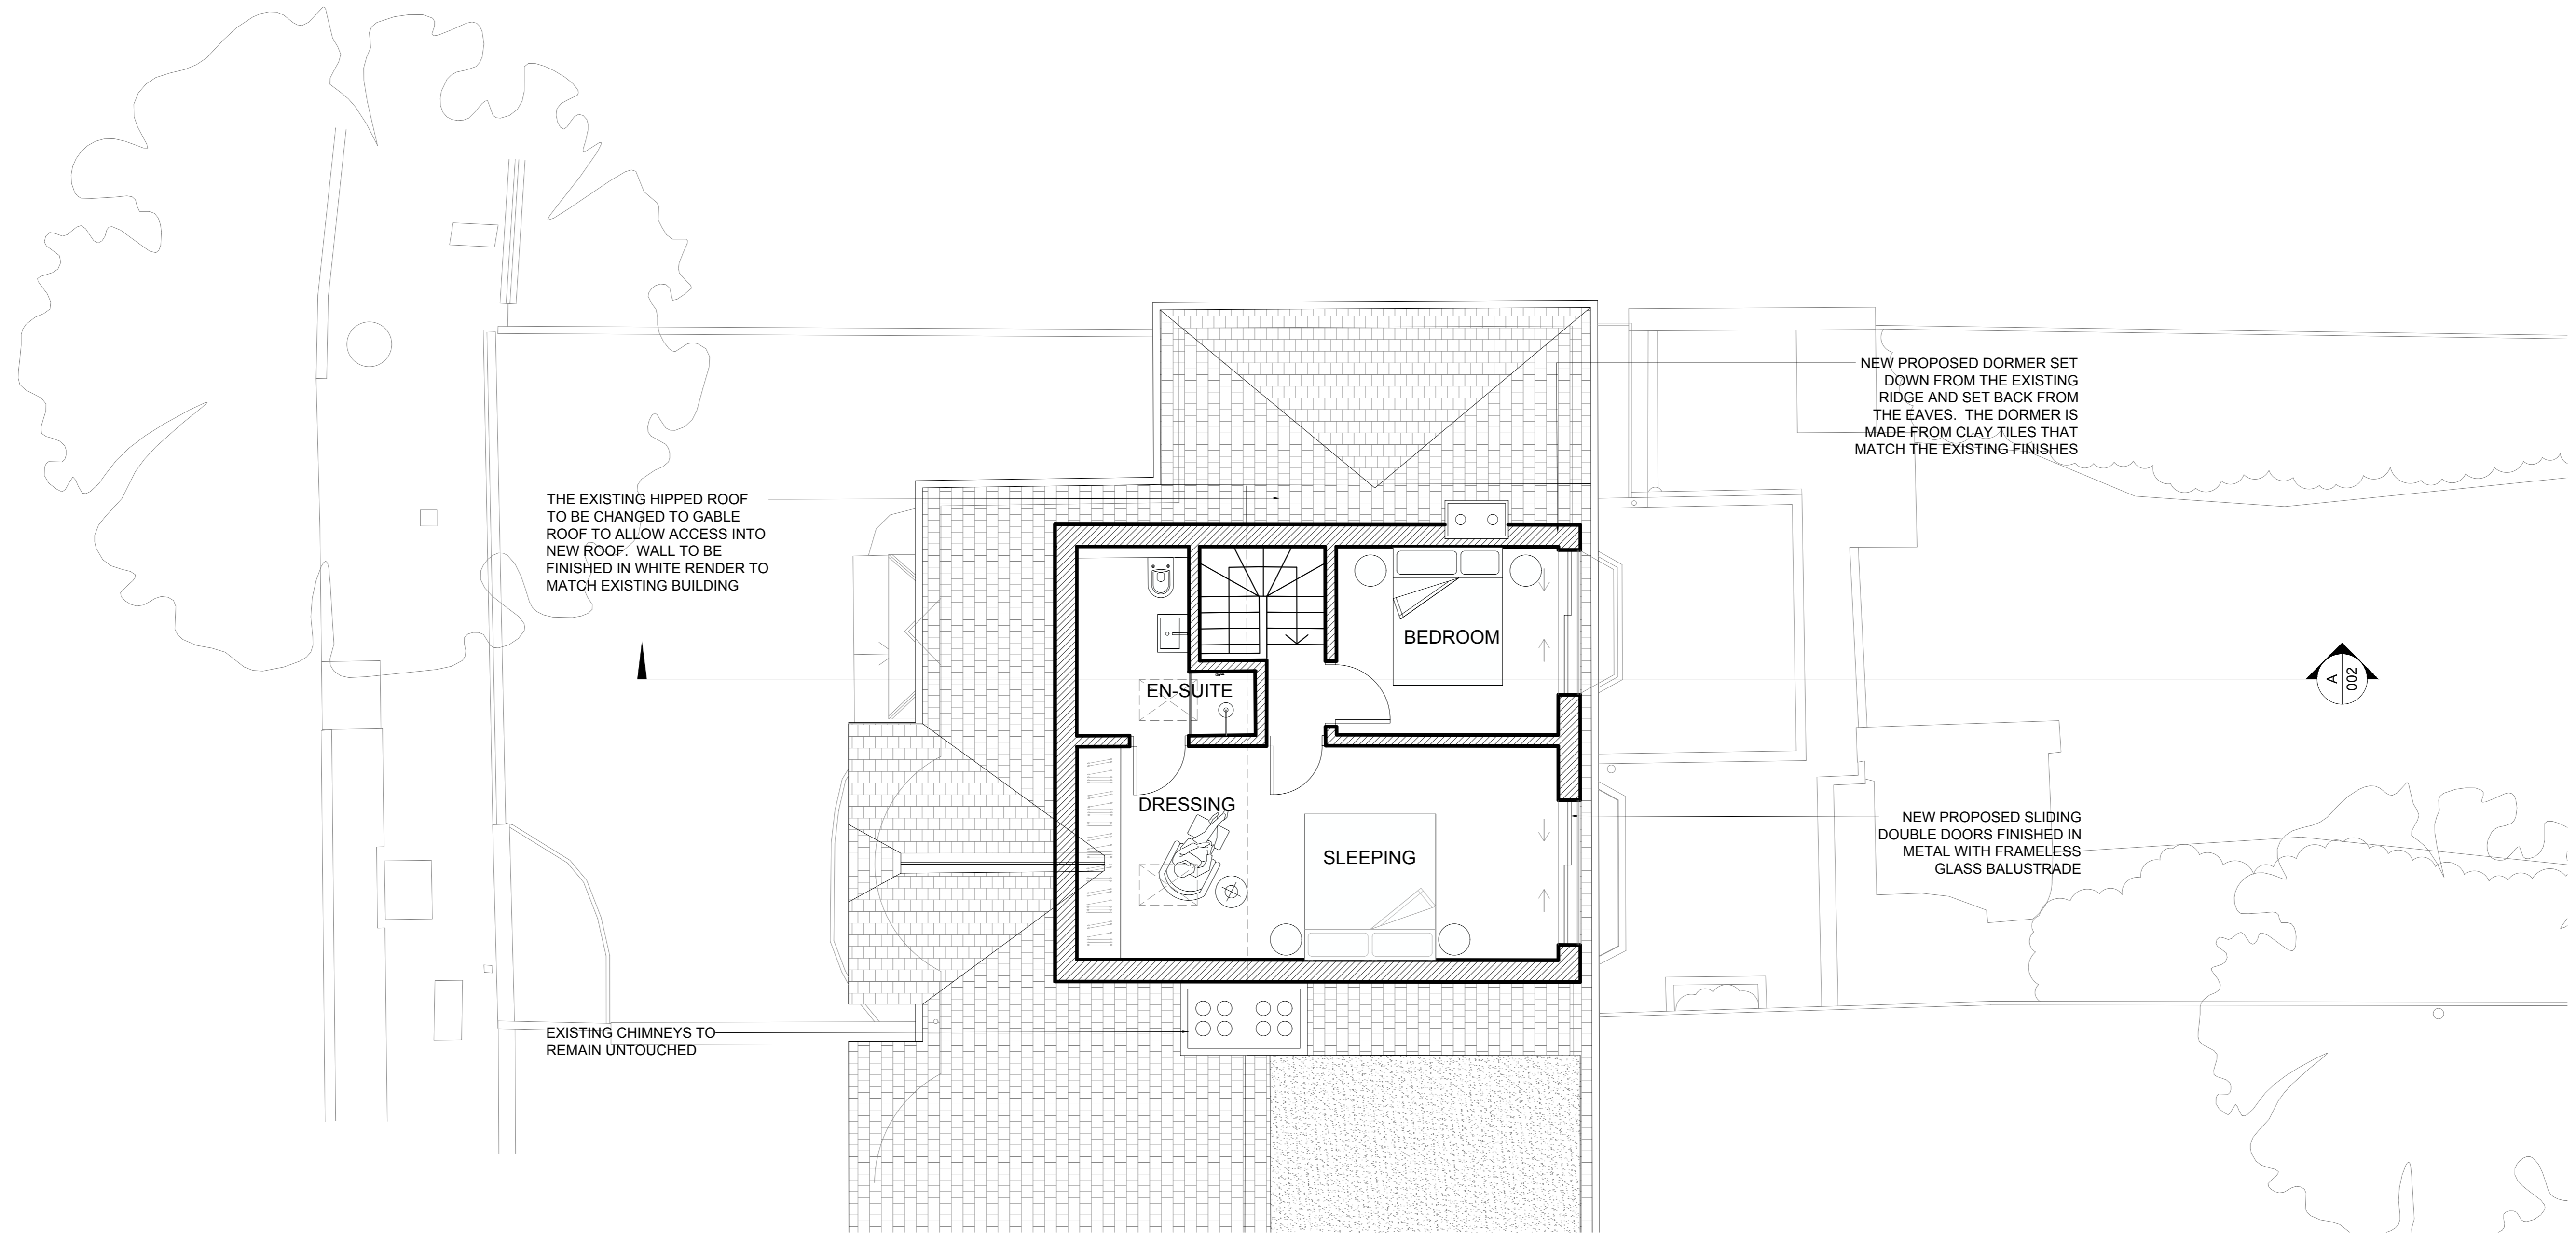 NEW PROPOSED DORMER SET
DOWN FROM THE EXISTING
RIDGE AND SET BACK FROM
THE EAVES.  THE DORMER IS
MADE FROM CLAY TILES THAT
MATCH THE EXISTING FINISHES
THE EXISTING HIPPED ROOF
TO BE CHANGED TO GABLE
ROOF TO ALLOW ACCESS INTO
NEW ROOF.  WALL TO BE
FINISHED IN WHITE RENDER TO
MATCH EXISTING BUILDING
BEDROOM
EN-SUITE
A
002
DRESSING
SLEEPING
NEW PROPOSED SLIDING
DOUBLE DOORS FINISHED IN
METAL WITH FRAMELESS
GLASS BALUSTRADE
EXISTING CHIMNEYS TO
REMAIN UNTOUCHED